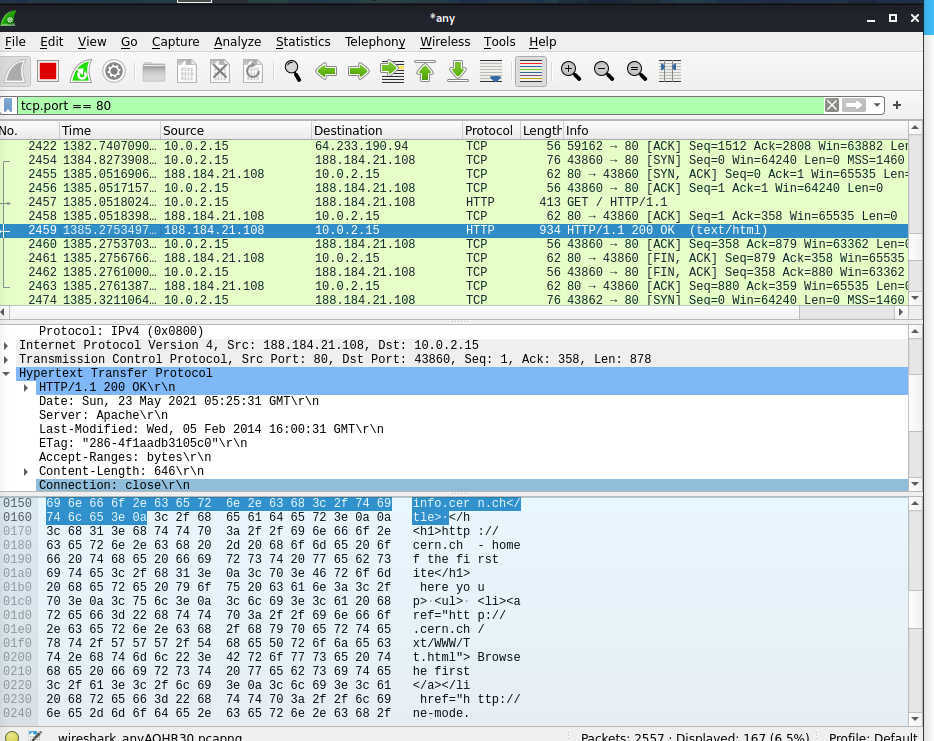 *any
File Edit View Go Capture Analyze Statistics Telephony Wireless Tools Help
tcp.port == 80
No. Time Source Destination Protocol Length Info
2422 1382.7407090… 10.0.2.15 64.233.190.94 TCP 56 59162 → 80 [ACK] Seq=1512 Ack=2808 Win=63882 Len
2454 1384.8273908… 10.0.2.15 188.184.21.108 TCP 76 43860 → 80 [SYN] Seq=0 Win=64240 Len=0 MSS=1460
2455 1385.0516906… 188.184.21.108 10.0.2.15 TCP 62 80 → 43860 [SYN, ACK] Seq=0 Ack=1 Win=65535
2456 1385.0517157… 10.0.2.15 188.184.21.108 TCP 56 43860 → 80 [ACK] Seq=1 Ack=1 Win=64240 Len=0
2457 1385.0518024… 10.0.2.15 188.184.21.108 HTTP 413 GET / HTTP/1.1
2458 1385.0518398… 188.184.21.108 10.0.2.15 TCP 62 80 → 43860 [ACK] Seq=1 Ack=358 Win=65535 Len=0
2459 1385.2753497… 188.184.21.108 10.0.2.15 HTTP 934 HTTP/1.1 200 OK (text/html)
2460 1385.2753703… 10.0.2.15 188.184.21.108 TCP 56 43860 → 80 [ACK] Seq=358 Ack=879 Win=63362 Len=0
2461 1385.2756766… 188.184.21.108 10.0.2.15 TCP 62 80 → 43860 [FIN, ACK] Seq=879 Ack=358 Win=65535
2462 1385.2761000… 10.0.2.15 188.184.21.108 TCP 56 43860 → 80 [FIN, ACK] Seq=358 Ack=880 Win=63362
2463 1385.2761387… 188.184.21.108 10.0.2.15 TCP 62 80 → 43860 [ACK] Seq=880 Ack=359 Win=65535 Len=0
2474 1385.3211064… 10.0.2.15 188.184.21.108 TCP 76 43862 → 80 [SYN] Seq=0 Win=64240 Len=0 MSS=1460
Protocol: IPv4 (0x0800)
Internet Protocol Version 4, Src: 188.184.21.108, Dst: 10.0.2.15
Transmission Control Protocol, Src Port: 80, Dst Port: 43860, Seq: 1, Ack: 358, Len: 878
Hypertext Transfer Protocol
HTTP/1.1 200 OK\r\n
Date: Sun, 23 May 2021 05:25:31 GMT\r\n
Server: Apache\r\n
Last-Modified: Wed, 05 Feb 2014 16:00:31 GMT\r\n
ETag: "286-4f1aadb3105c0"\r\n
Accept-Ranges: bytes\r\n
Content-Length: 646\r\n
Connection: close\r\n
0150 69 6e 66 6f 2e 63 65 72 6e 2e 63 68 3c 2f 74 69 info.cer n.ch</ti
0160 74 6c 65 3e 0a 3c 2f 68 65 61 64 65 72 3e 0a 0a tle>·</h
0170 3c 68 31 3e 68 74 74 70 3a 2f 2f 69 6e 66 6f 2e <h1>http ://
0180 63 65 72 6e 2e 63 68 20 2d 20 68 6f 6d 65 20 6f cern.ch - home
0190 66 20 74 68 65 20 66 69 72 73 74 20 77 65 62 73 f the fi rst
01a0 69 74 65 3c 2f 68 31 3e 0a 3c 70 3e 46 72 6f 6d ite</h1>
01b0 20 68 65 72 65 20 79 6f 75 20 63 61 6e 3a 3c 2f here yo u
01c0 70 3e 0a 3c 75 6c 3e 0a 3c 6c 69 3e 3c 61 20 68 p>·<ul>· <li><a
01d0 72 65 66 3d 22 68 74 74 70 3a 2f 2f 69 6e 66 6f ref="htt p://
01e0 2e 63 65 72 6e 2e 63 68 2f 68 79 70 65 72 74 65 .cern.ch /
01f0 78 74 2f 57 57 57 2f 54 68 65 50 72 6f 6a 65 63 xt/WWW/T
0200 74 2e 68 74 6d 6c 22 3e 42 72 6f 77 73 65 20 74 t.html"> Browse
0210 68 65 20 66 69 72 73 74 20 77 65 62 73 69 74 65 he first
0220 3c 2f 61 3e 3c 2f 6c 69 3e 0a 3c 6c 69 3e 3c 61 </a></li
0230 20 68 72 65 66 3d 22 68 74 74 70 3a 2f 2f 6c 69 href="h ttp://
0240 6e 65 2d 6d 6f 64 65 2e 63 65 72 6e 2e 63 68 2f ne-mode.
wireshark_anyAOHR30.pcapng Packets: 2557 · Displayed: 167 (6.5%) Profile: Default